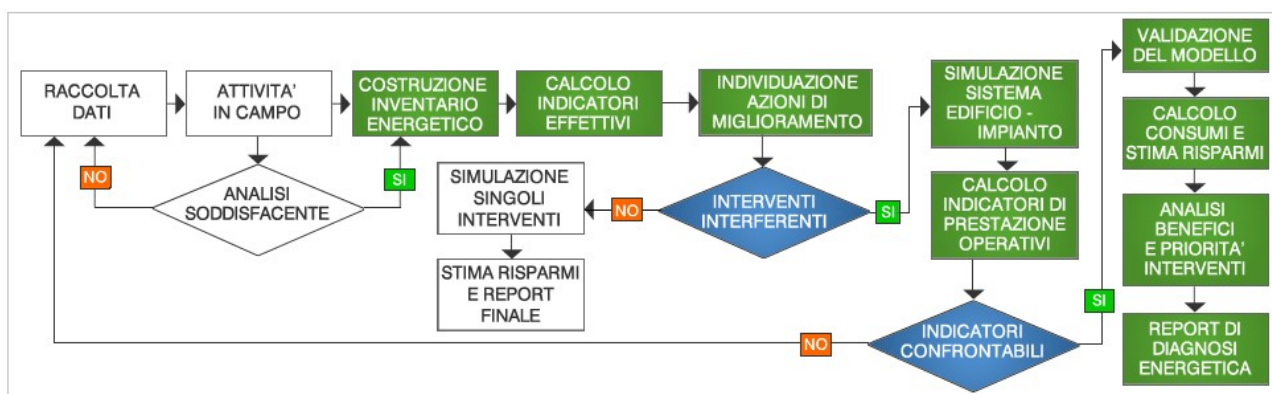 RACCOLTA
DATI
ATTIVITA'
IN CAMPO
COSTRUZIONE
INVENTARIO
ENERGETICO
CALCOLO
INDICATORI
EFFETTIVI
INDIVIDUAZIONE
AZIONI DI
MIGLIORAMENTO
SIMULAZIONE
SISTEMA
EDIFICIO -
IMPIANTO
VALIDAZIONE
DEL MODELLO
CALCOLO
CONSUMI E
STIMA RISPARMI
NO
ANALISI
SODDISFACENTE
SI
SIMULAZIONE
SINGOLI
INTERVENTI
NO
INTERVENTI
INTERFERENTI
SI
CALCOLO
INDICATORI DI
PRESTAZIONE
OPERATIVI
ANALISI
BENEFICI
E PRIORITA'
INTERVENTI
STIMA RISPARMI
E REPORT
FINALE
SI
NO
INDICATORI
CONFRONTABILI
REPORT DI
DIAGNOSI
ENERGETICA